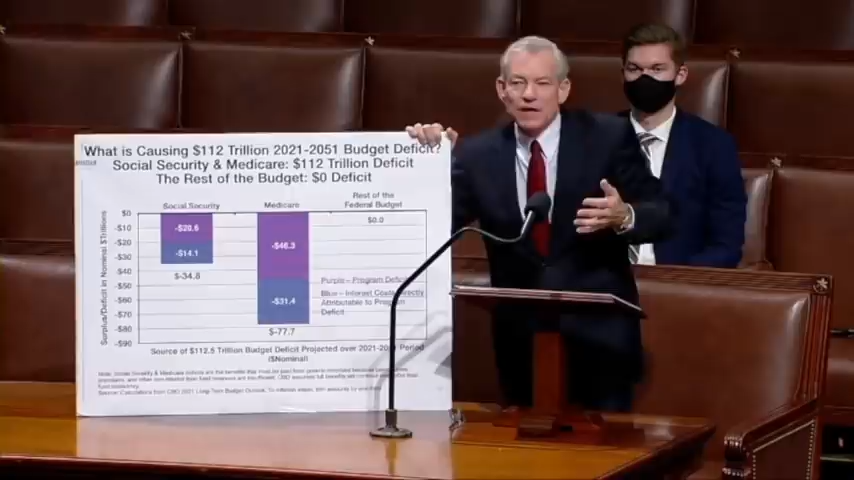 What is Causing $112 Trillion 2021-2051 Budget Deficit?
Social Security & Medicare: $112 Trillion Deficit
The Rest of the Budget: $0 Deficit
Social Security
Medicare
Rest of the
Federal Budget
Surplus/Deficit in Nominal $Trillions
$0
-$10
-$20
-$30
-$40
-$50
-$60
-$70
-$80
-$90
-$20.6
-$14.1
$-34.8
-$46.3
-$31.4
$-77.7
$0.0
Purple – Program Deficit
Blue – Interest Costs Directly
Attributable to Program
Deficit
Source of $112.5 Trillion Budget Deficit Projected over 2021-2051 Period
($Nominal)